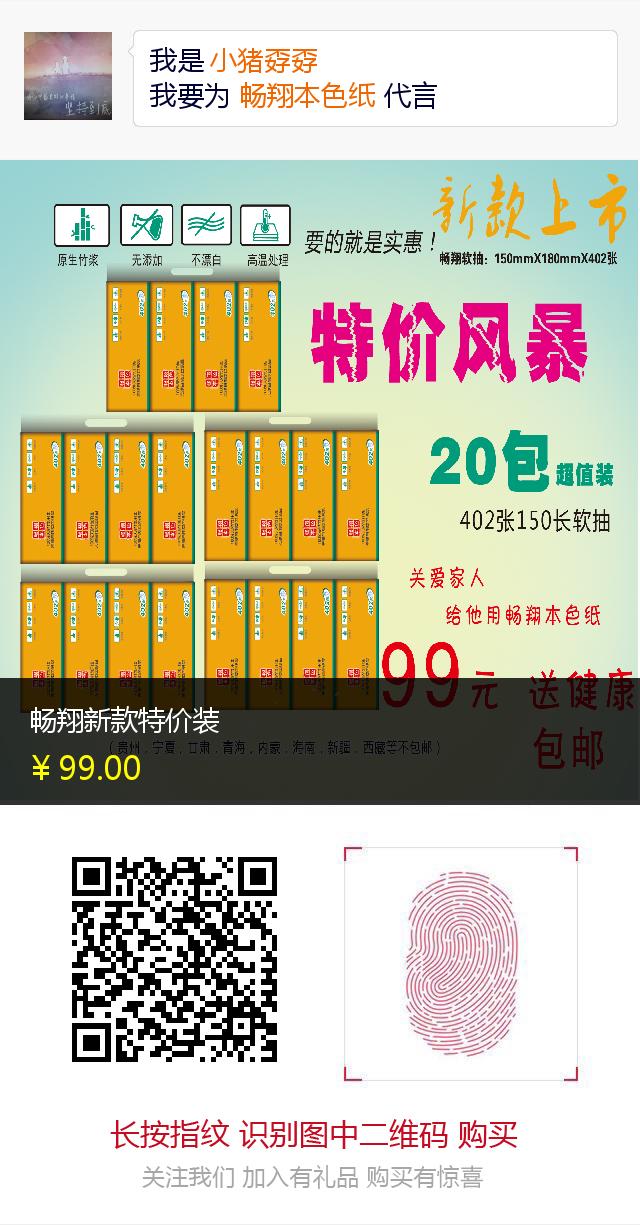 坚持到底
我是 小猪孬孬
我要为 畅翔本色纸 代言
新款上市
原生竹浆 无添加 不漂白 高温处理
要的就是实惠！
畅翔软抽：150mmX180mmX402张
特价风暴
20包超值装
402张150长软抽
关爱家人
给他用畅翔本色纸
99元 送健康
包邮
畅翔新款特价装
（贵州，宁夏，甘肃，青海，内蒙，海南，新疆，西藏等不包邮）
¥ 99.00
长按指纹 识别图中二维码 购买
关注我们 加入有礼品 购买有惊喜